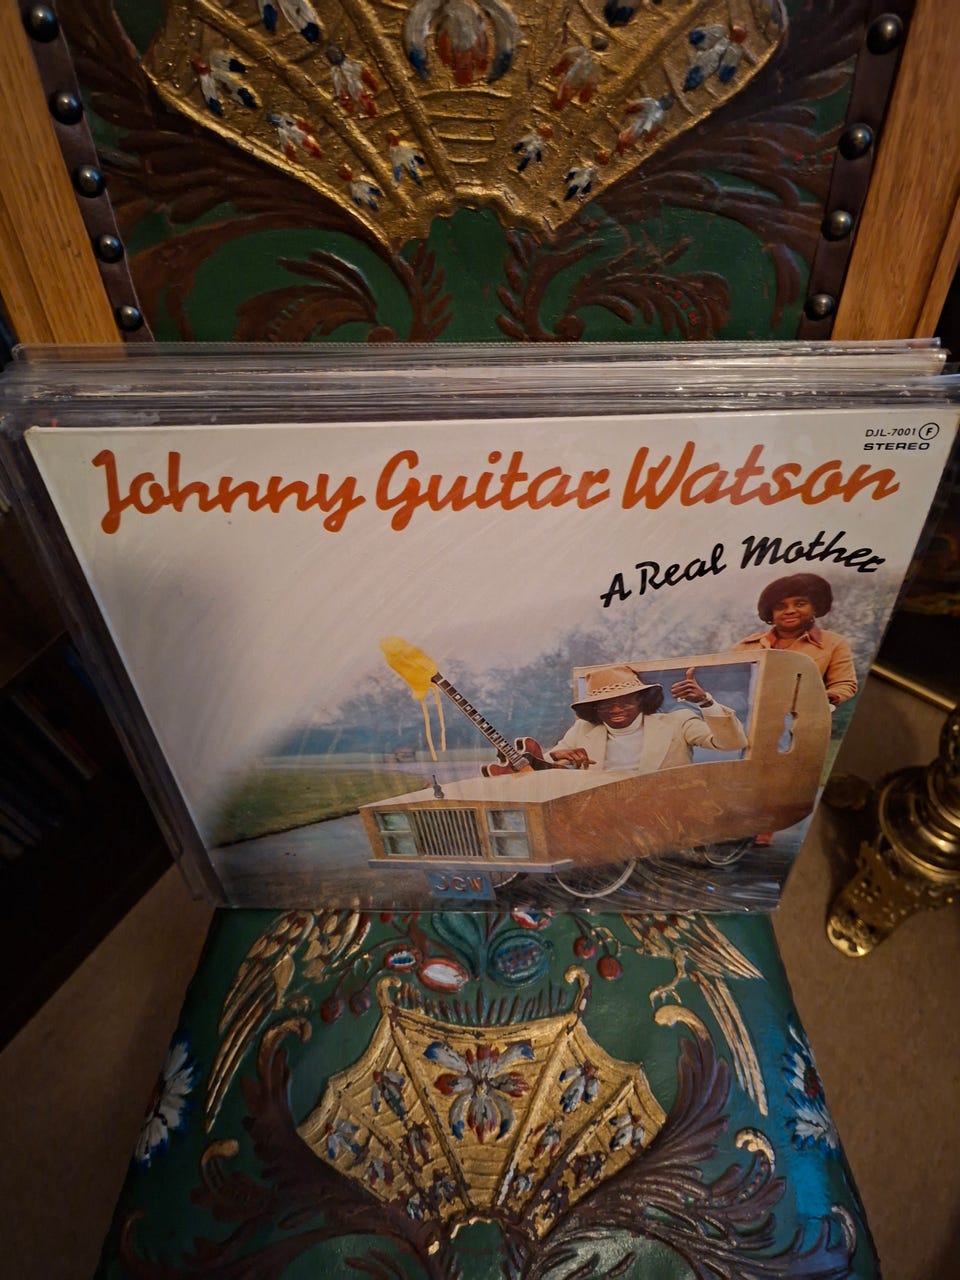 DJL-7001 F
STEREO
Johnny Guitar Watson
A Real Mother
JGW